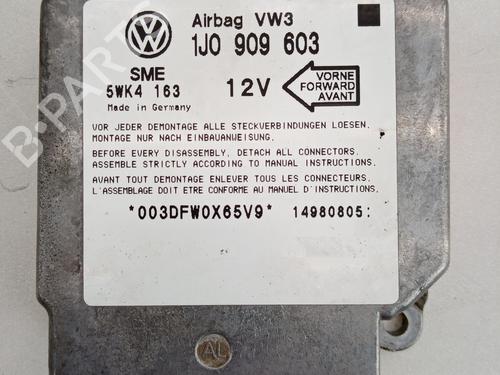 Airbag VW3
1J0 909 603
SME
5WK4 163
Made in Germany
12V
VORNE
FORWARD
AVANT
VOR JEDER DEMONTAGE ALLE STECKVERBINDUNGEN LOESEN.
MONTAGE NUR NACH EINBAUANWEISUNG.
BEFORE EVERY DISASSEMBLY, DETACH ALL CONNECTORS.
ASSEMBLE STRICTLY ACCORDING TO MANUAL INSTRUCTIONS.
AVANT TOUT DEMONTAGE ENLEVER TOUS LES CONNECTEURS.
L'ASSEMBLAGE DOIT ETRE CONFORME AU MANUEL D'INSTRUCTIONS.
*003DFW0X65V9* 14980805:
AL
B-PARTS